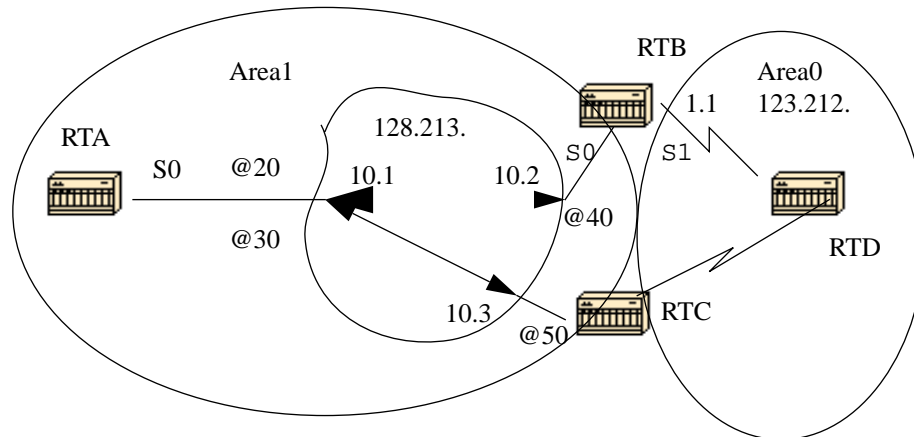 RTB
Area1
Area0
1.1
123.212.
128.213.
RTA
S0
@20
10.1
10.2
S0
S1
@40
@30
RTD
10.3
@50
RTC